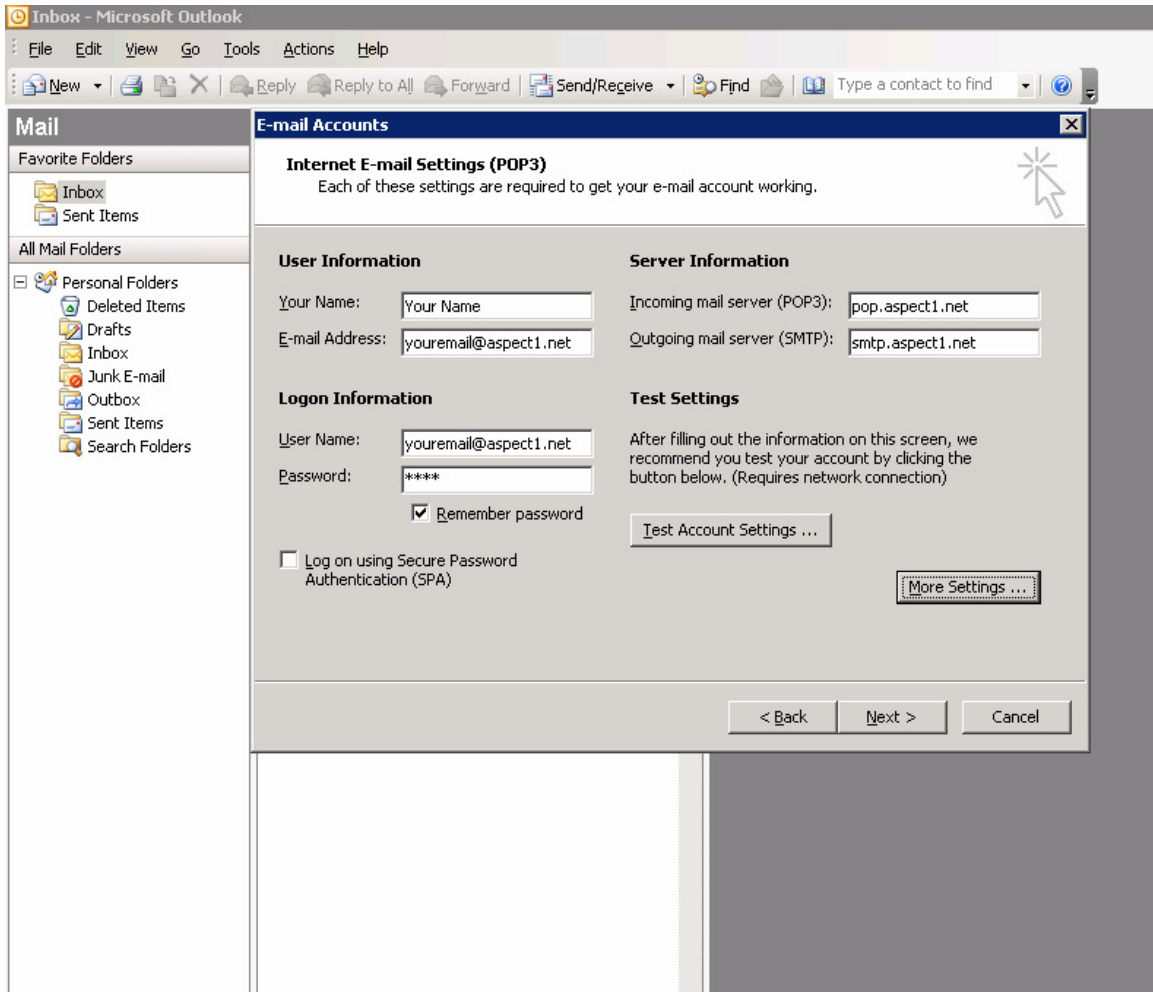 Inbox - Microsoft Outlook
File Edit View Go Tools Actions Help
New Reply Reply to All Forward Send/Receive Find Type a contact to find
Mail
Favorite Folders
Inbox
Sent Items
All Mail Folders
Personal Folders
Deleted Items
Drafts
Inbox
Junk E-mail
Outbox
Sent Items
Search Folders
E-mail Accounts
Internet E-mail Settings (POP3)
Each of these settings are required to get your e-mail account working.
User Information
Your Name: Your Name
E-mail Address: youremail@aspect1.net
Logon Information
User Name: youremail@aspect1.net
Password: ****
Remember password
Log on using Secure Password
Authentication (SPA)
Server Information
Incoming mail server (POP3): pop.aspect1.net
Outgoing mail server (SMTP): smtp.aspect1.net
Test Settings
After filling out the information on this screen, we
recommend you test your account by clicking the
button below. (Requires network connection)
Test Account Settings ...
More Settings ...
< Back Next > Cancel